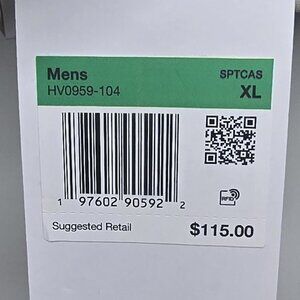 Mens SPTCAS
HV0959-104 XL
RFID
1 97602 90592 2
Suggested Retail $115.00